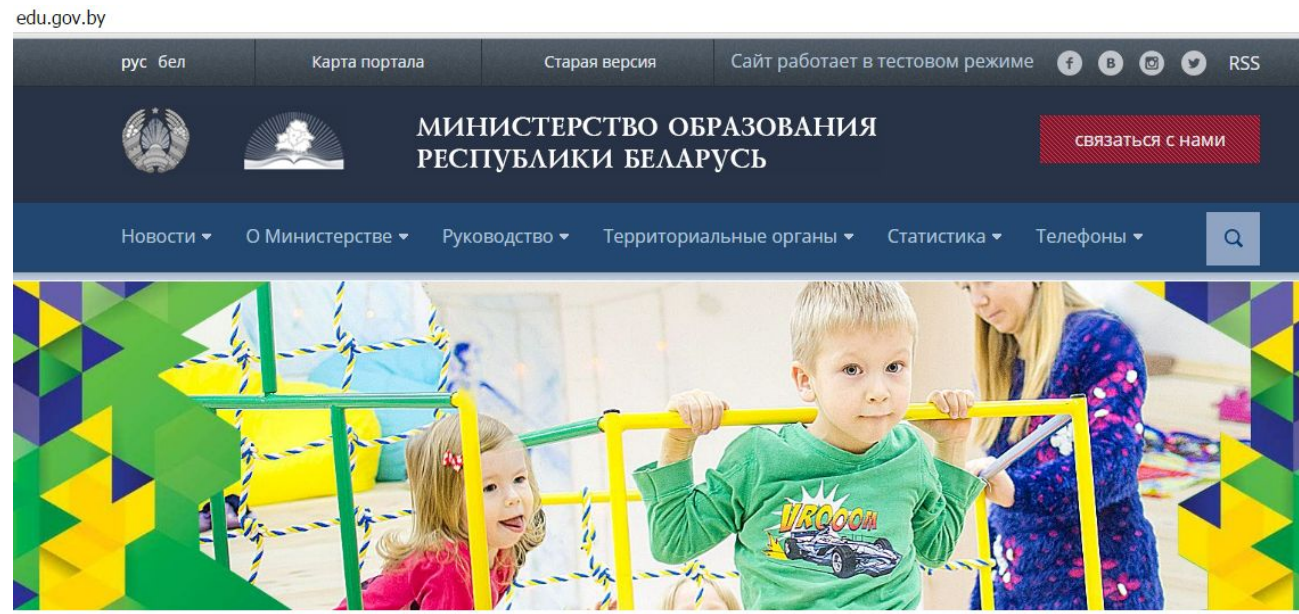 edu.gov.by
рус бел Карта портала Старая версия Сайт работает в тестовом режиме RSS
МИНИСТЕРСТВО ОБРАЗОВАНИЯ
РЕСПУБЛИКИ БЕЛАРУСЬ
связаться с нами
Новости О Министерстве Руководство Территориальные органы Статистика Телефоны
VROOOM